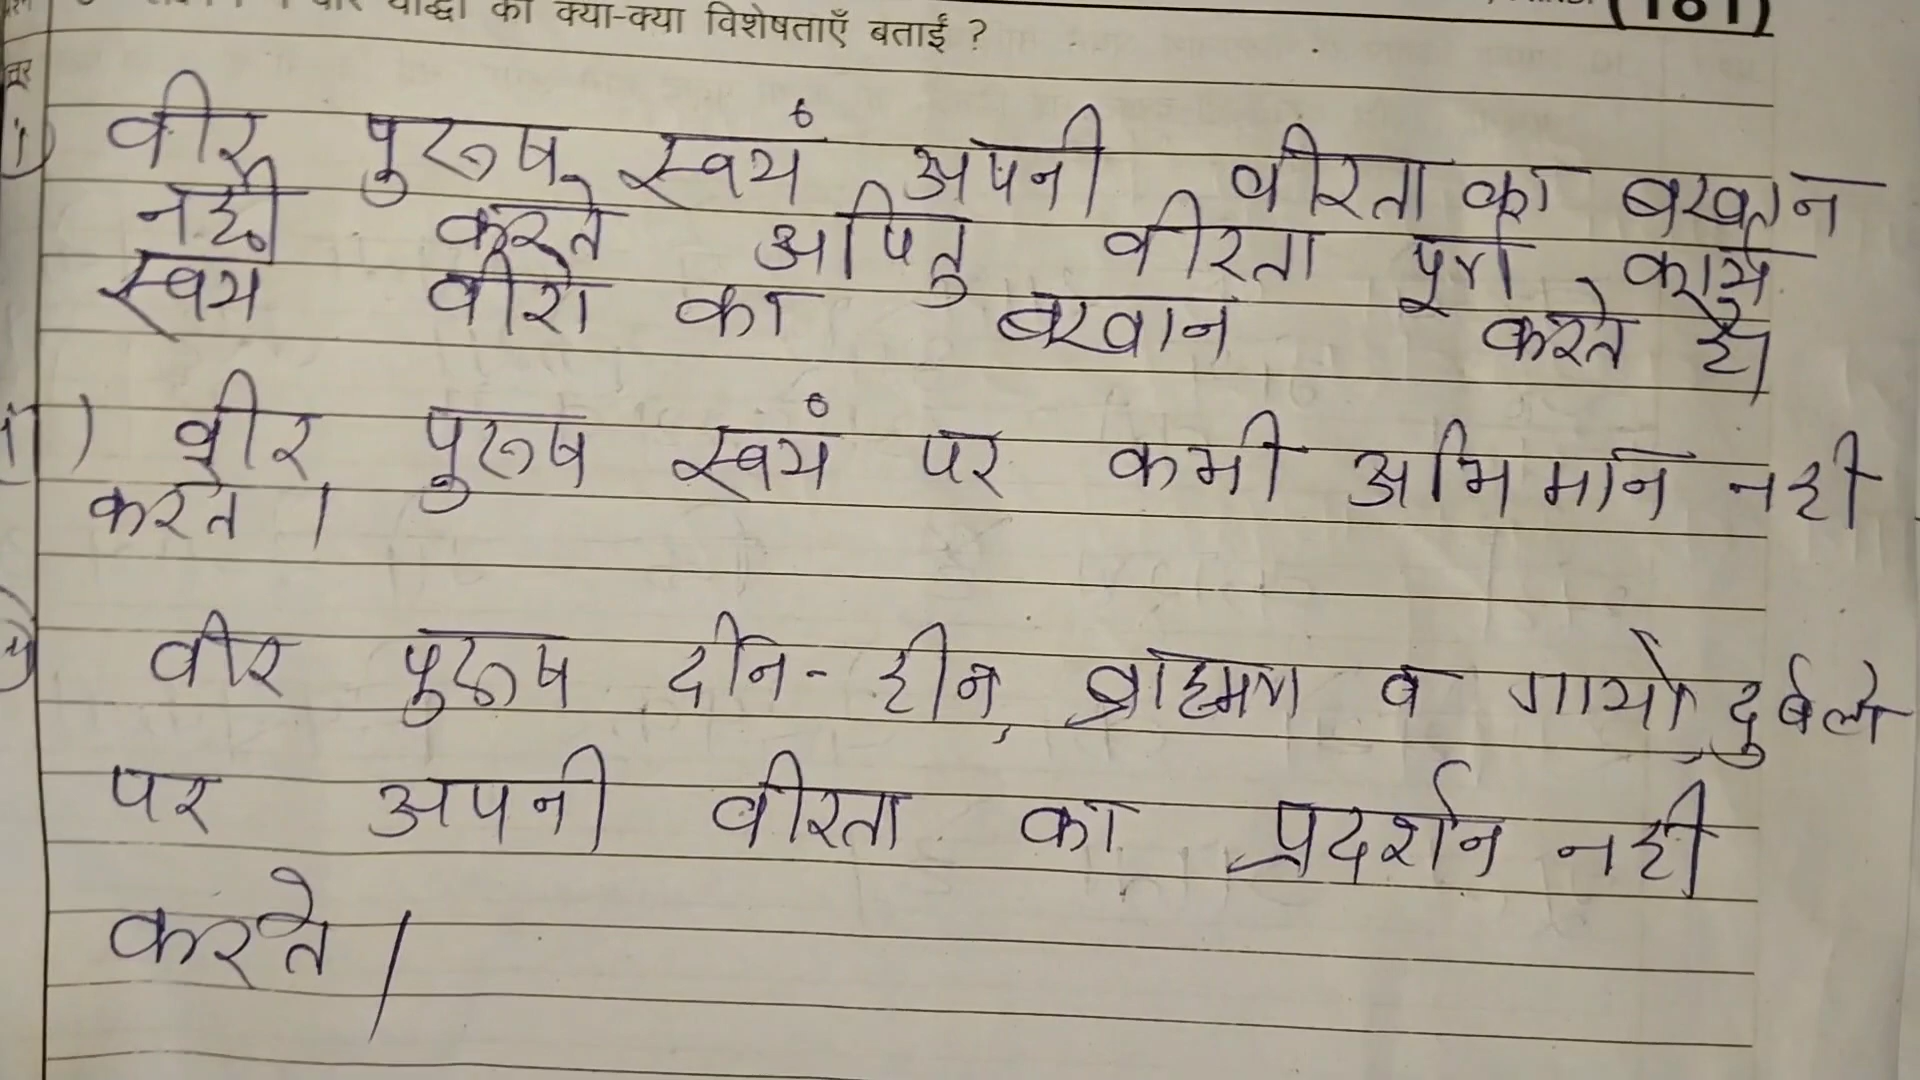 वीर योद्धा की क्या-क्या विशेषताएँ बताईं ?
(181)
i) वीर पुरुष स्वयं अपनी वीरता का बखान
नही करते अपितु वीरता पूर्ण कार्य
स्वयं वीरो का बखान करते है।
ii) वीर पुरुष स्वयं पर कभी अभिमान नही
करते ।
वीर पुरुष दीन-हीन, ब्राह्मण व गायो, दुर्बलो
पर अपनी वीरता का प्रदर्शन नही
करते ।